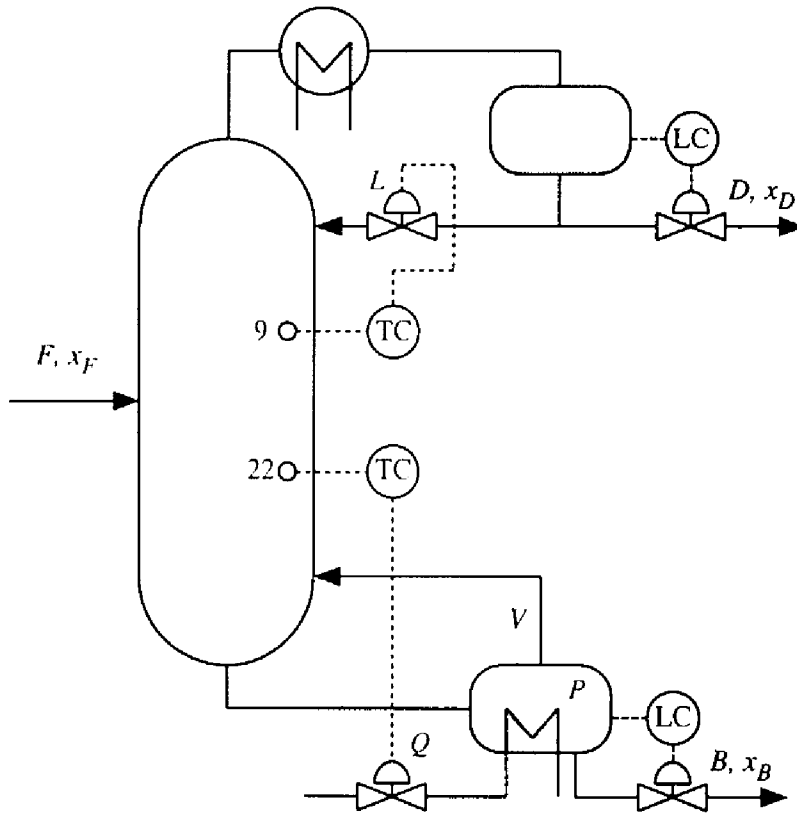 LC
L
D, x_D
9
TC
F, x_F
22
TC
V
P
LC
Q
B, x_B